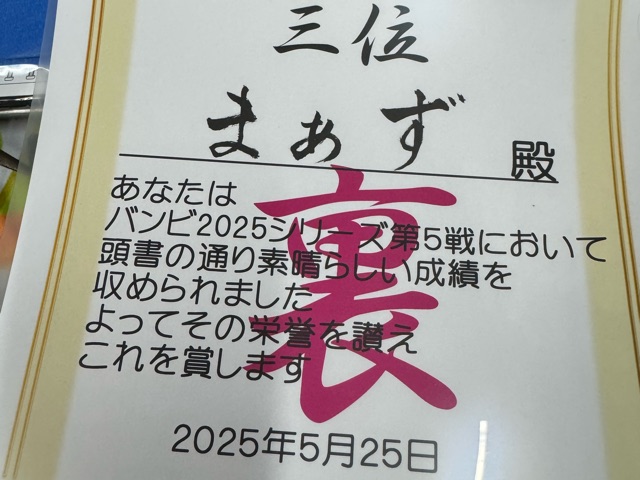 三位
まぁず 殿
あなたは
バンビ2025シリーズ第5戦において
頭書の通り素晴らしい成績を
収められました
よってその栄誉を讃え
これを賞します
裏
2025年5月25日